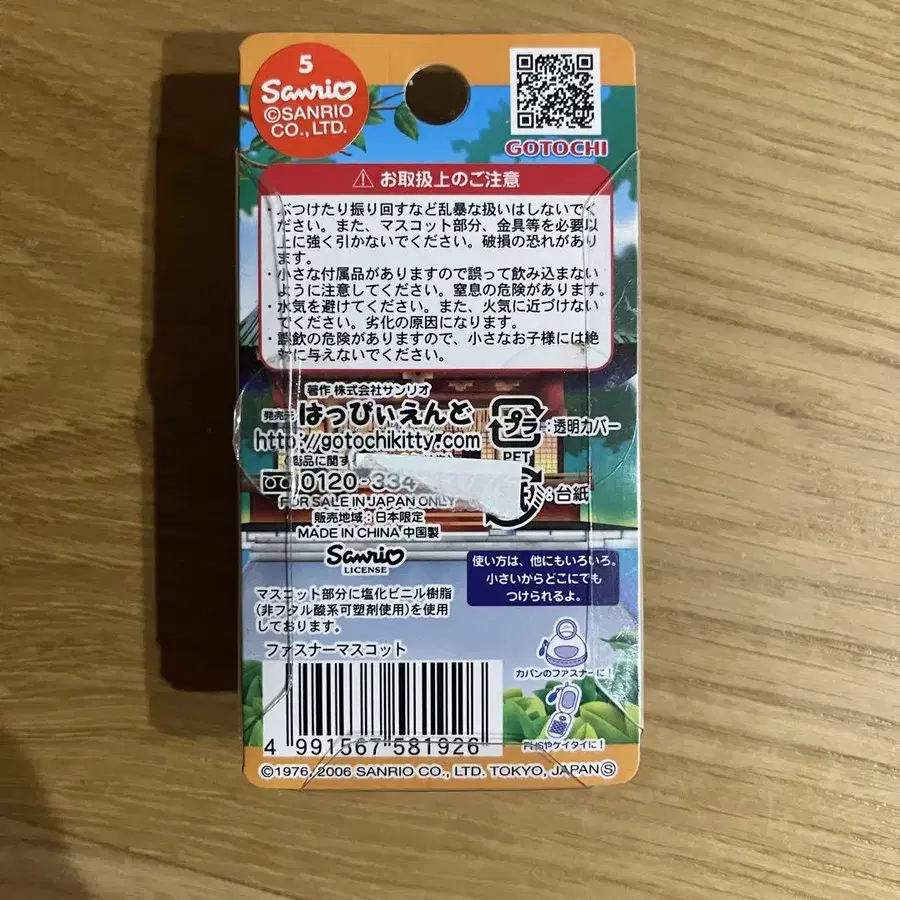 5
Sanrio
©SANRIO
CO., LTD.
GOTOCHI
お取扱上のご注意
・ぶつけたり振り回すなど乱暴な扱いはしないでく
ださい。また、マスコット部分、金具等を必要以
上に強く引かないでください。破損の恐れがあり
ます。
・小さな付属品がありますので誤って飲み込まない
ように注意してください。窒息の危険があります。
・水気を避けてください。また、火気に近づけない
でください。劣化の原因になります。
・誤飲の危険がありますので、小さなお子様には絶
対に与えないでください。
著作 株式会社サンリオ
発売元 はっぴぃえんど
http://gotochikitty.com
プラ
:透明カバー
PET
(商品に関す
0120-334
:台紙
FOR SALE IN JAPAN ONLY
販売地域:日本限定
MADE IN CHINA 中国製
Sanrio
LICENSE
使い方は、他にもいろいろ。
小さいからどこにでも
つけられるよ。
マスコット部分に塩化ビニル樹脂
(非フタル酸系可塑剤使用)を使用
しております。
ファスナーマスコット
カバンのファスナーに!
PHSやケイタイに!
4 991567 581926
©1976, 2006 SANRIO CO., LTD. TOKYO, JAPAN Ⓢ